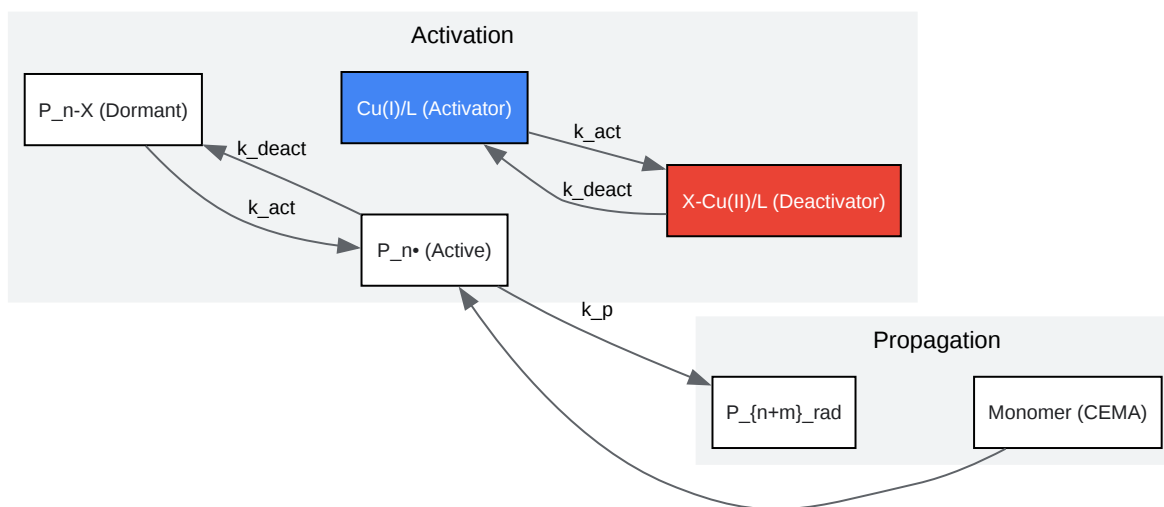 Activation
P_n-X (Dormant)
Cu(I)/L (Activator)
k_act
k_deact
k_deact
X-Cu(II)/L (Deactivator)
k_act
P_n• (Active)
k_p
Propagation
P_{n+m}_rad
Monomer (CEMA)